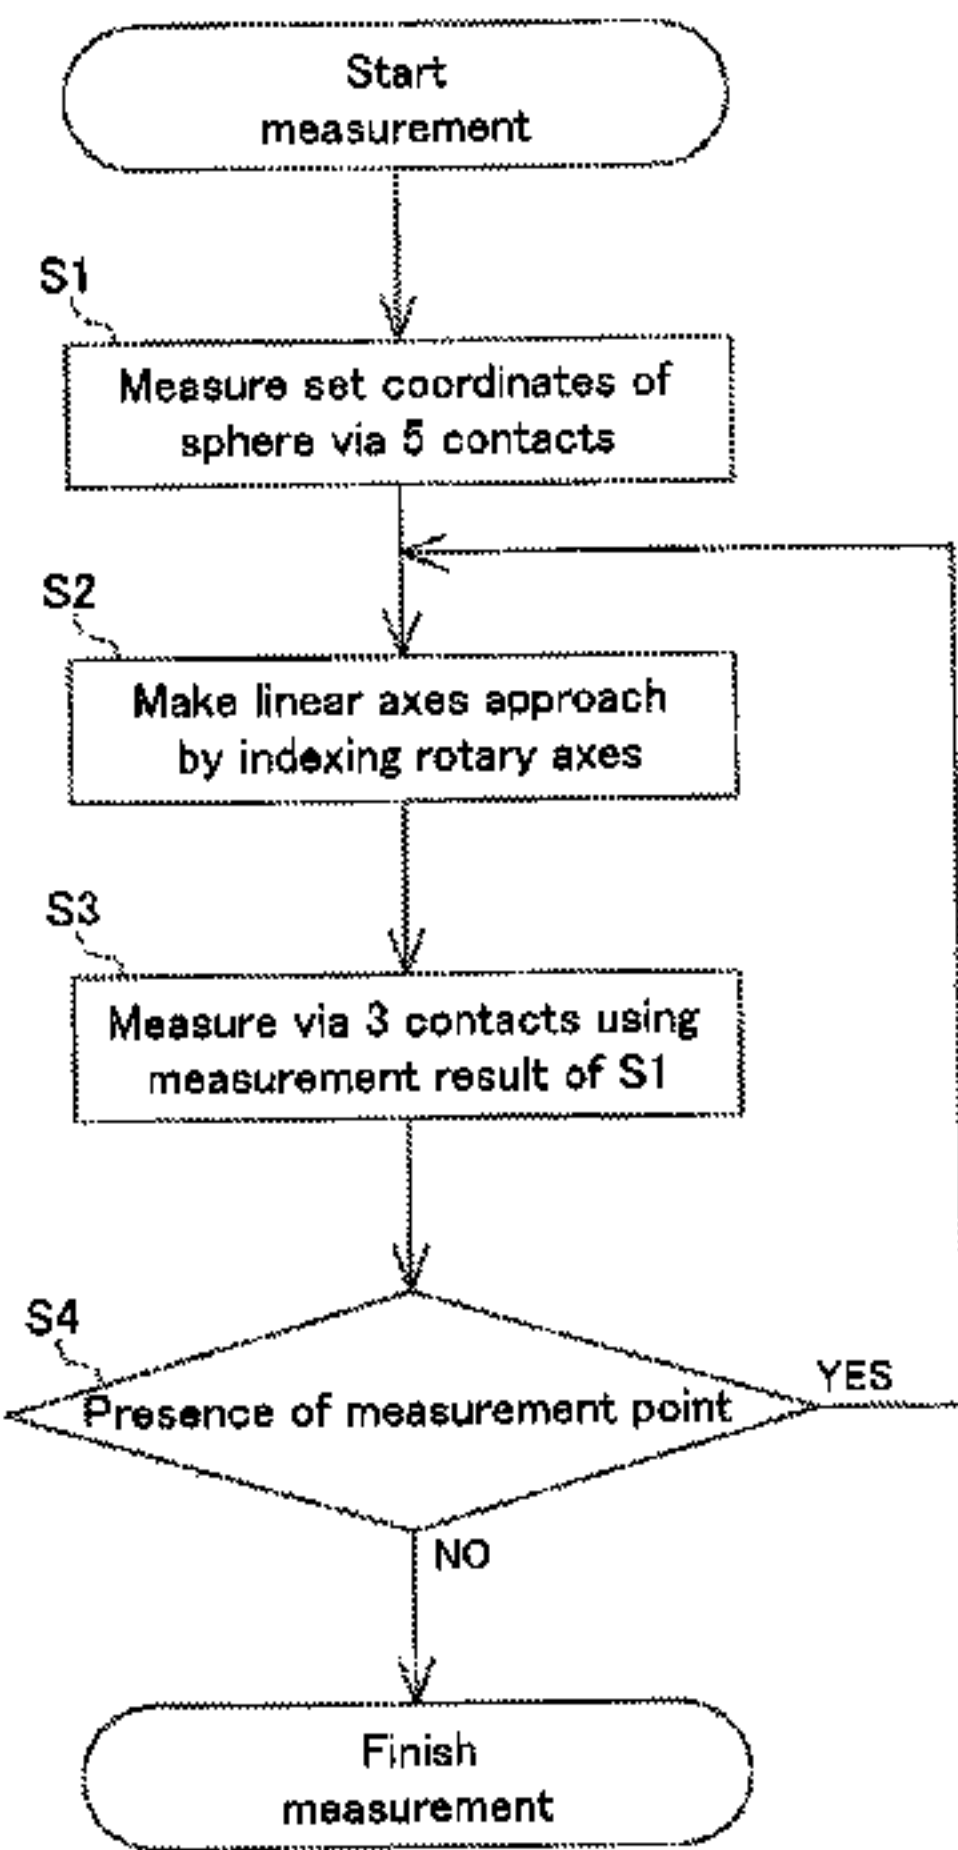 Start
measurement
S1
Measure set coordinates of
sphere via 5 contacts
S2
Make linear axes approach
by indexing rotary axes
S3
Measure via 3 contacts using
measurement result of S1
S4
Presence of measurement point
YES
NO
Finish
measurement